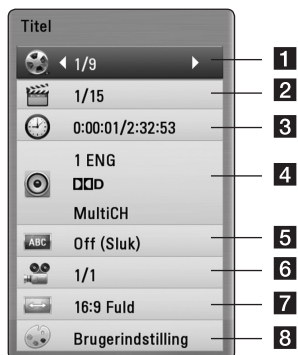 Titel
1/9 1
1/15 2
0:00:01/2:32:53 3
1 ENG
D 4
MultiCH
ABC Off (Sluk) 5
1/1 6
16:9 Fuld 7
Brugerindstilling 8